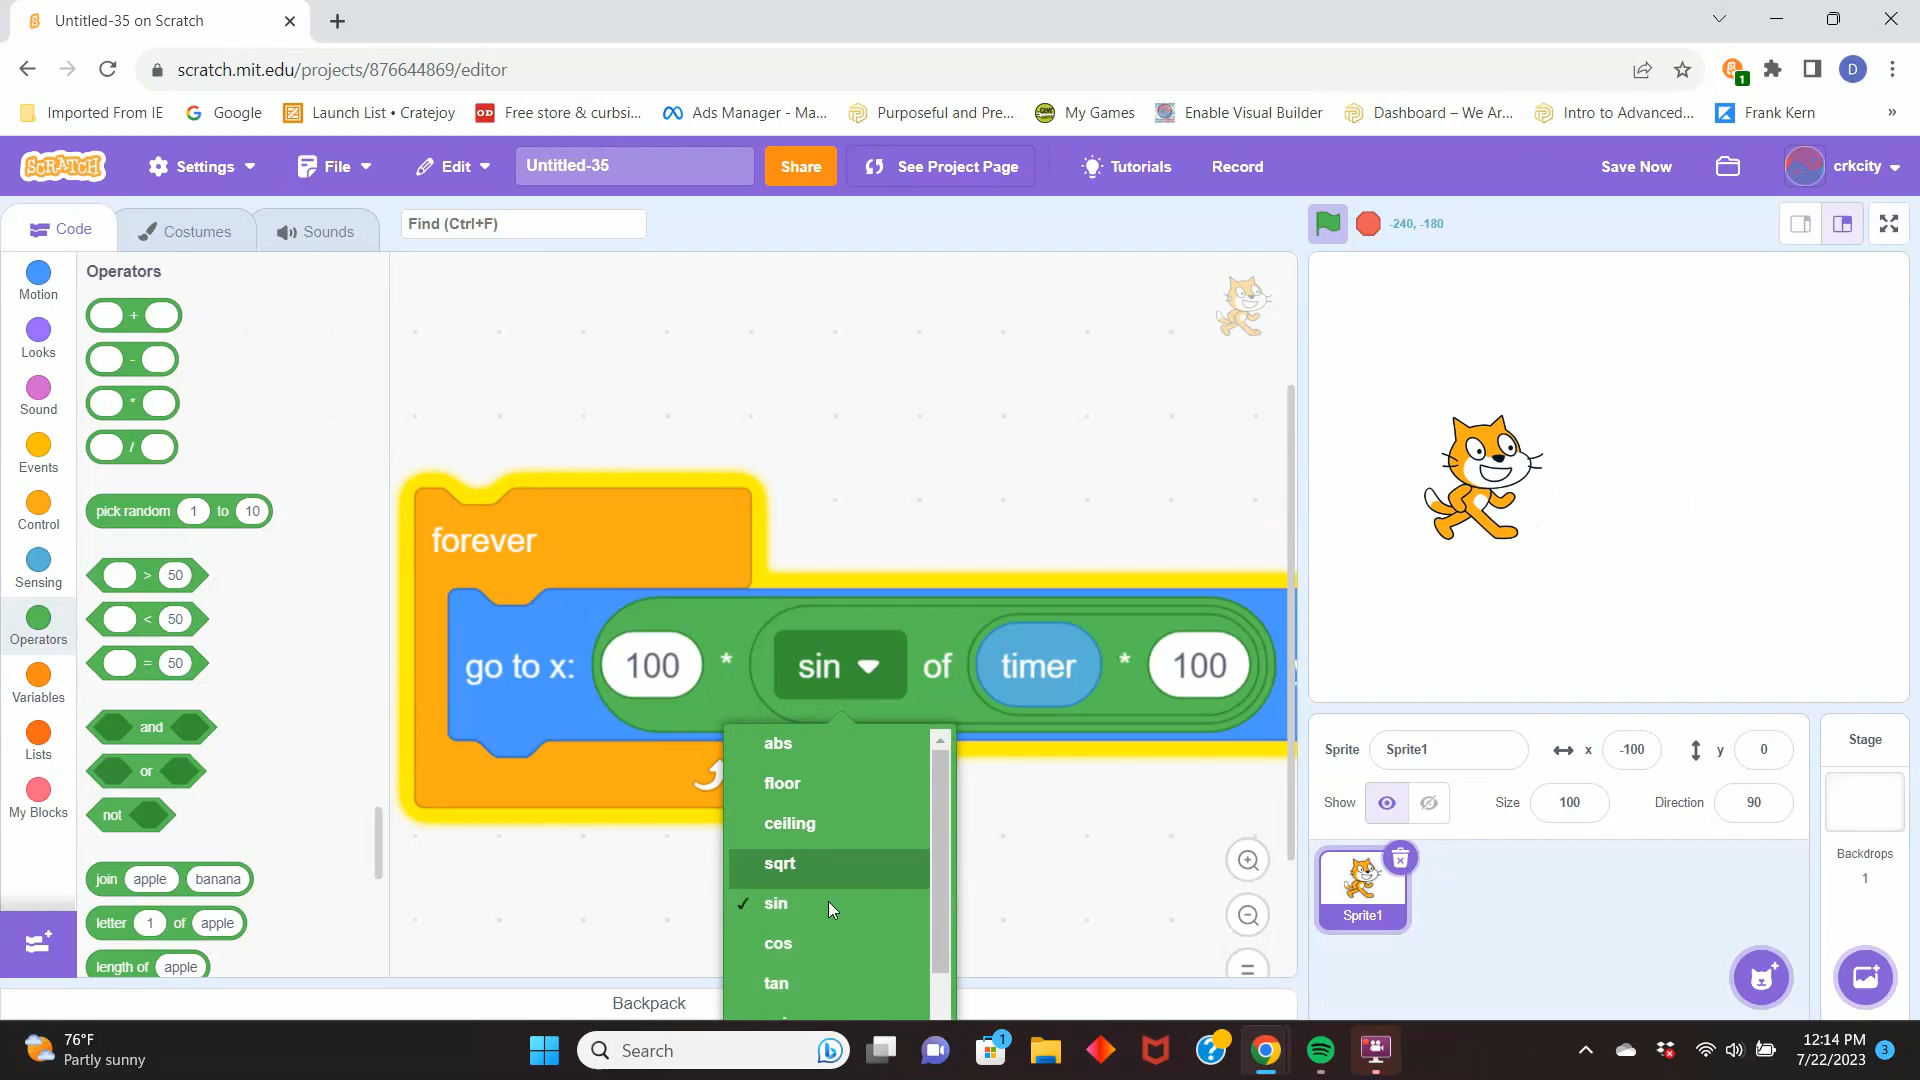 Untitled-35 on Scratch
scratch.mit.edu/projects/876644869/editor
1
D
Imported From IE
Google
Launch List • Cratejoy
OD
Free store & curbsi...
Ads Manager - Ma...
Purposeful and Pre...
My Games
Enable Visual Builder
Dashboard – We Ar...
Intro to Advanced...
Frank Kern
»
SCRATCH
Settings
File
Edit
Untitled-35
Share
See Project Page
Tutorials
Record
Save Now
crkcity
Code
Costumes
Sounds
Find (Ctrl+F)
-240, -180
Motion
Looks
Sound
Events
Control
Sensing
Operators
Variables
Lists
My Blocks
Operators
+
-
*
/
pick random 1 to 10
> 50
< 50
= 50
and
or
not
join apple banana
letter 1 of apple
length of apple
forever
go to x: 100 * sin of timer * 100
abs
floor
ceiling
sqrt
✓ sin
cos
tan
Backpack
Sprite Sprite1
x -100
y 0
Show
Size 100
Direction 90
Sprite1
Stage
Backdrops
1
76°F
Partly sunny
Search
1
12:14 PM
7/22/2023
3